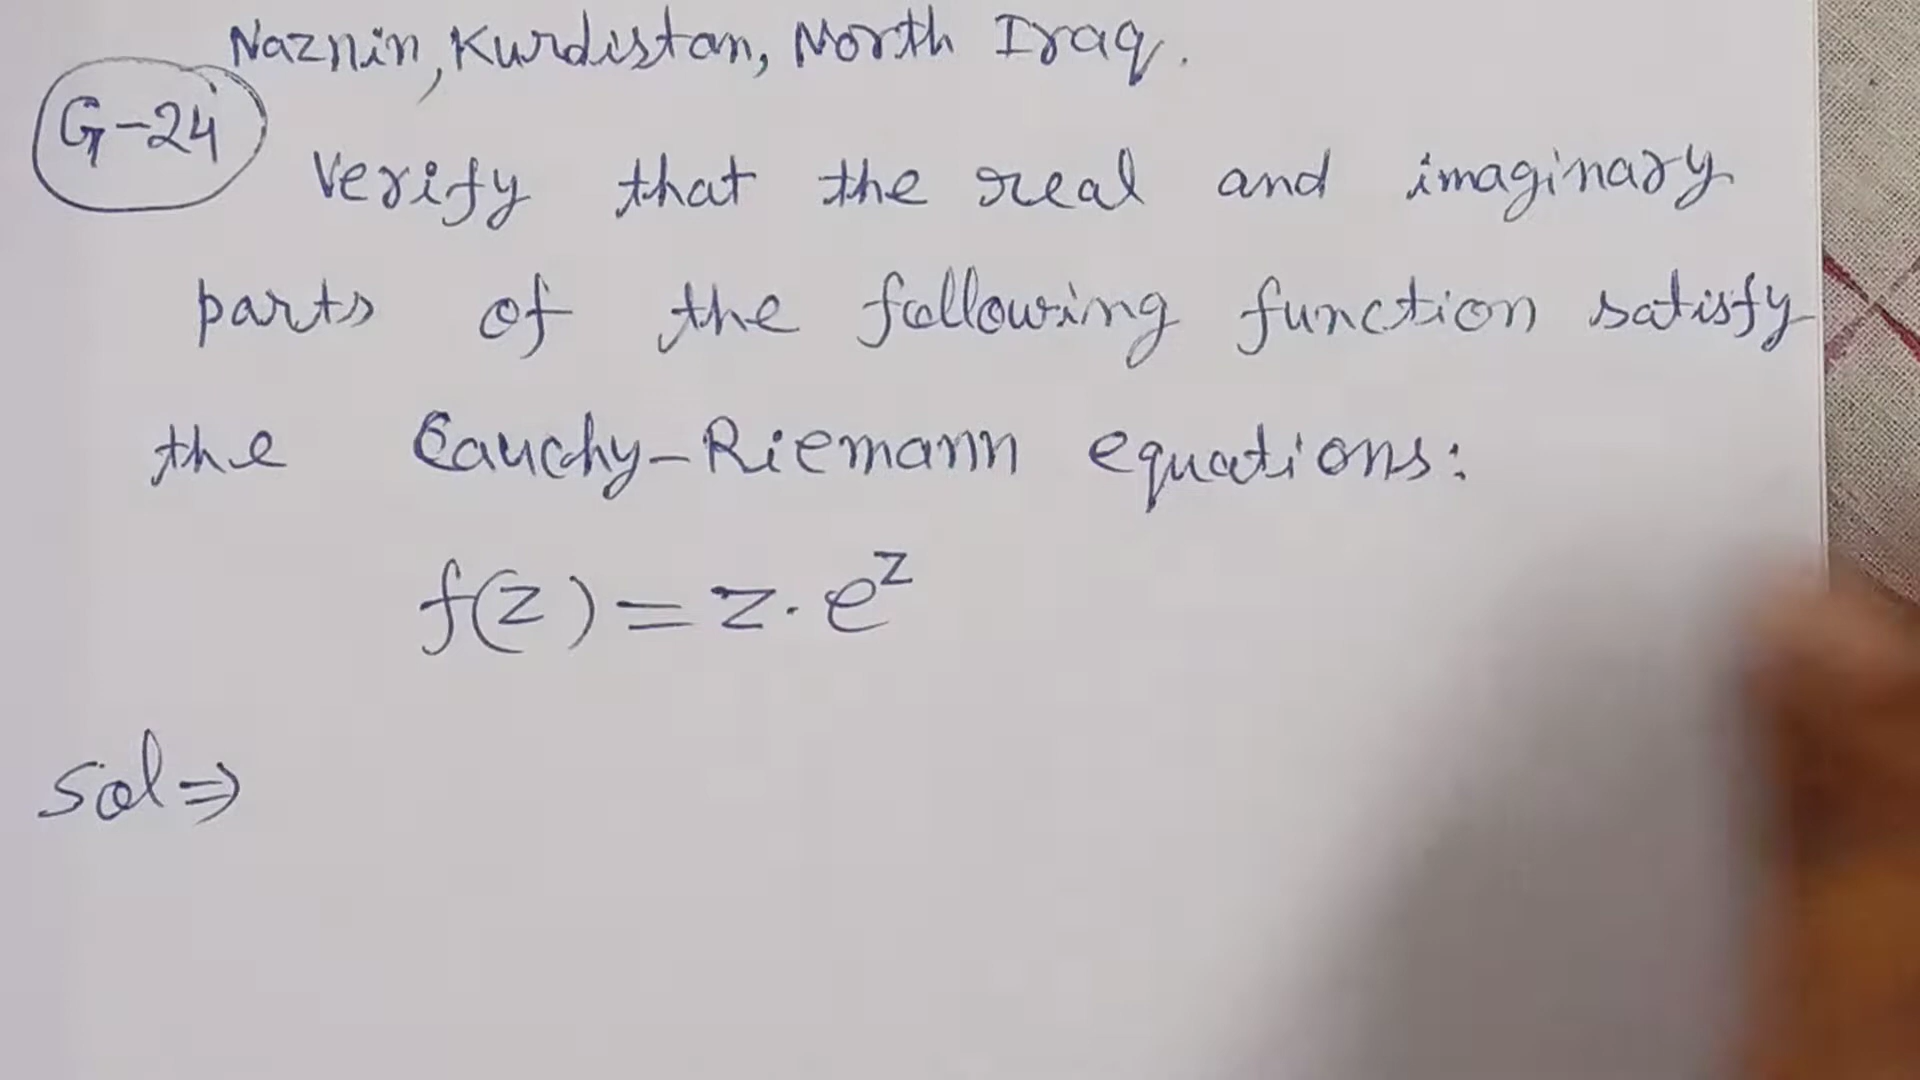 Naznin, Kurdistan, North Iraq.
G-24
Verify that the real and imaginary
parts of the following function satisfy
the Cauchy-Riemann equations:
f(z) = z · e^z
Sol ⇒